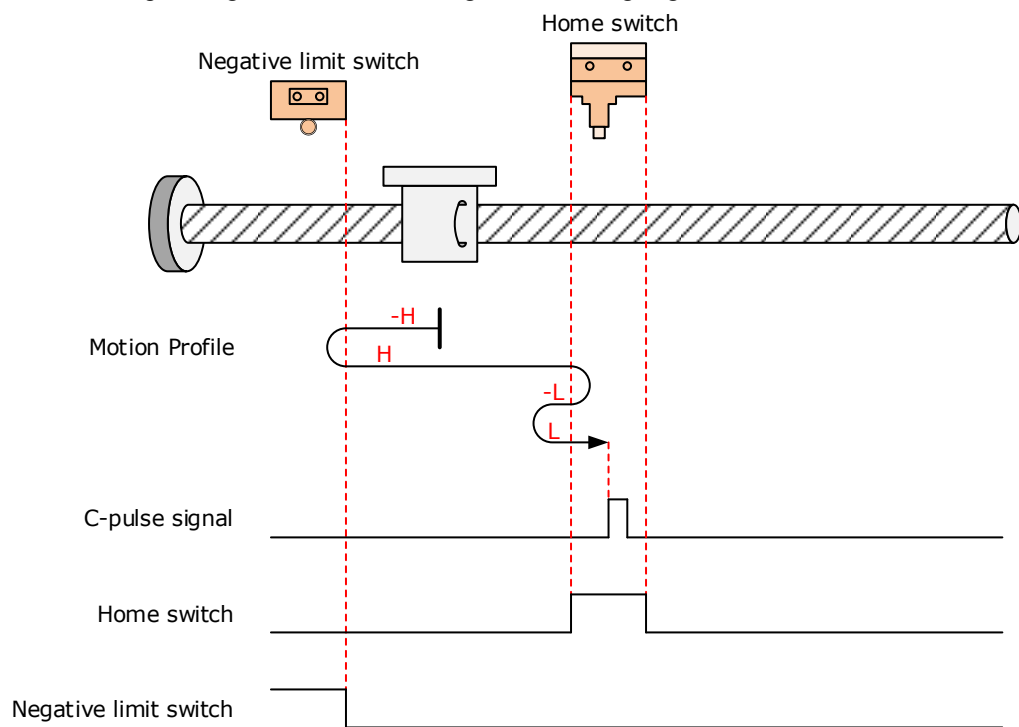 Home switch
Negative limit switch
-H
Motion Profile
H
-L
L
C-pulse signal
Home switch
Negative limit switch